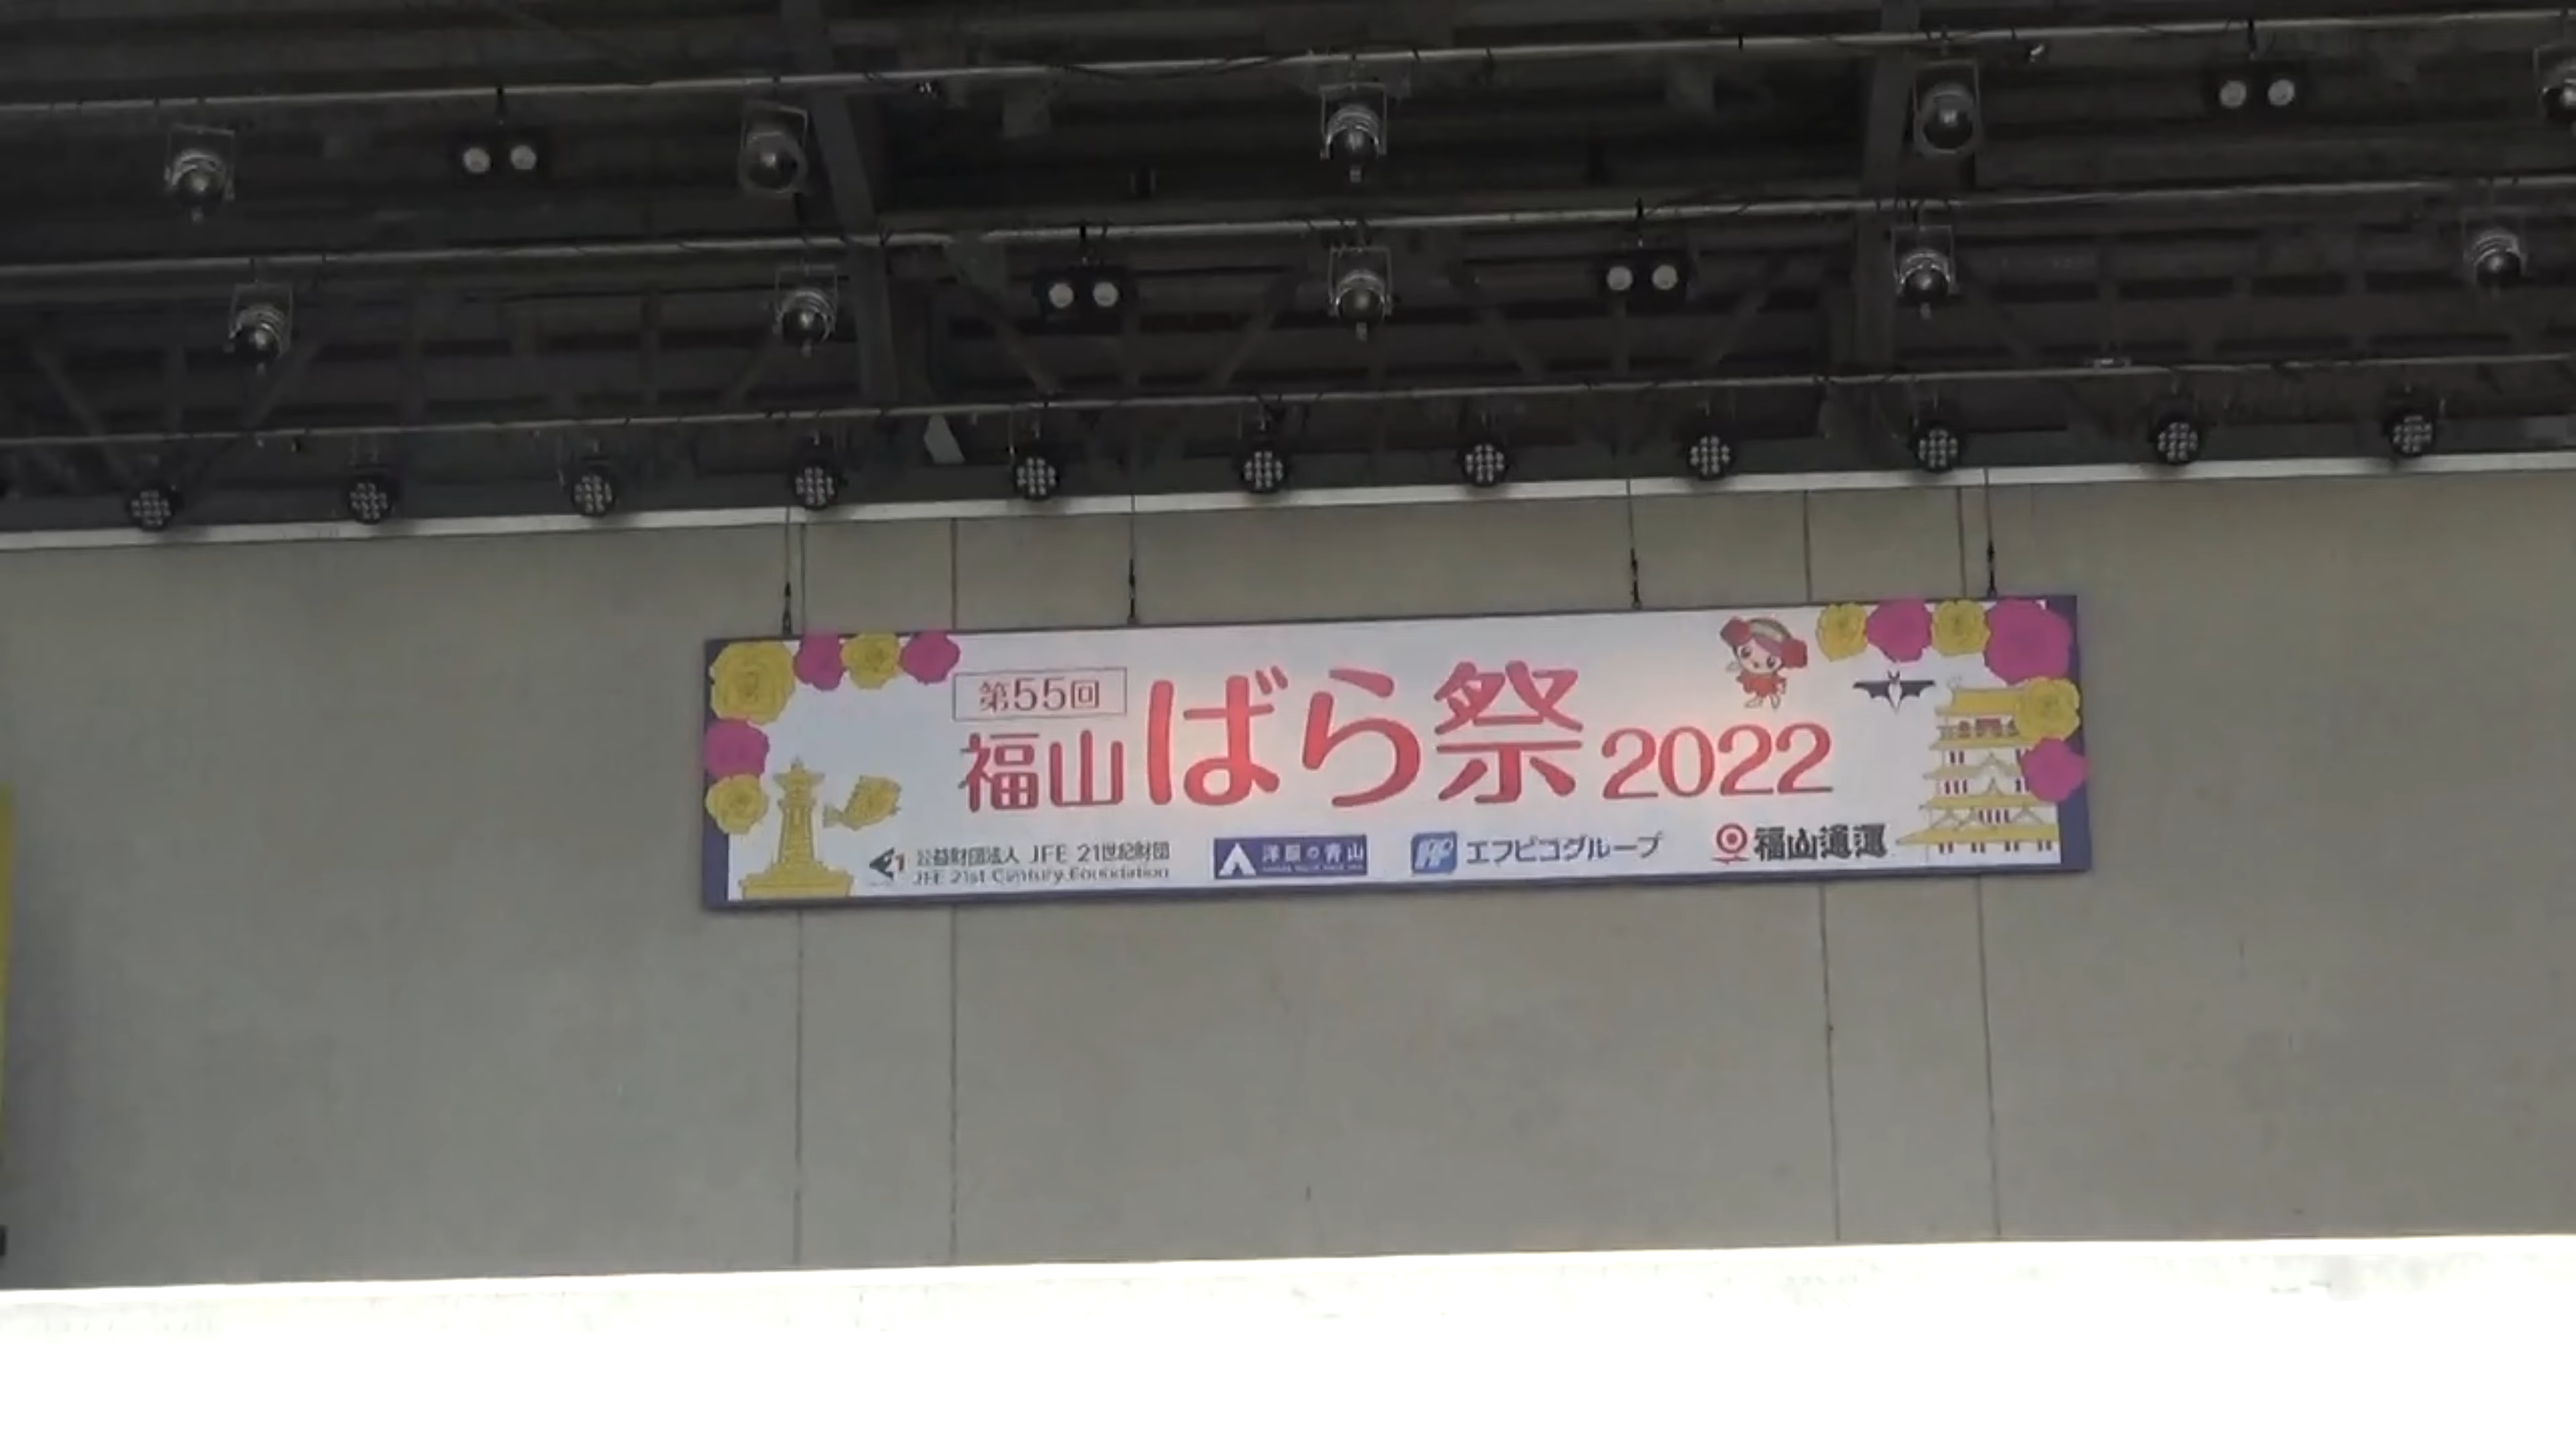 第55回
福山ばら祭2022
公益財団法人 JFE 21世紀財団
JFE 21st Century Foundation
洋服の青山
エフピコグループ
福山通運